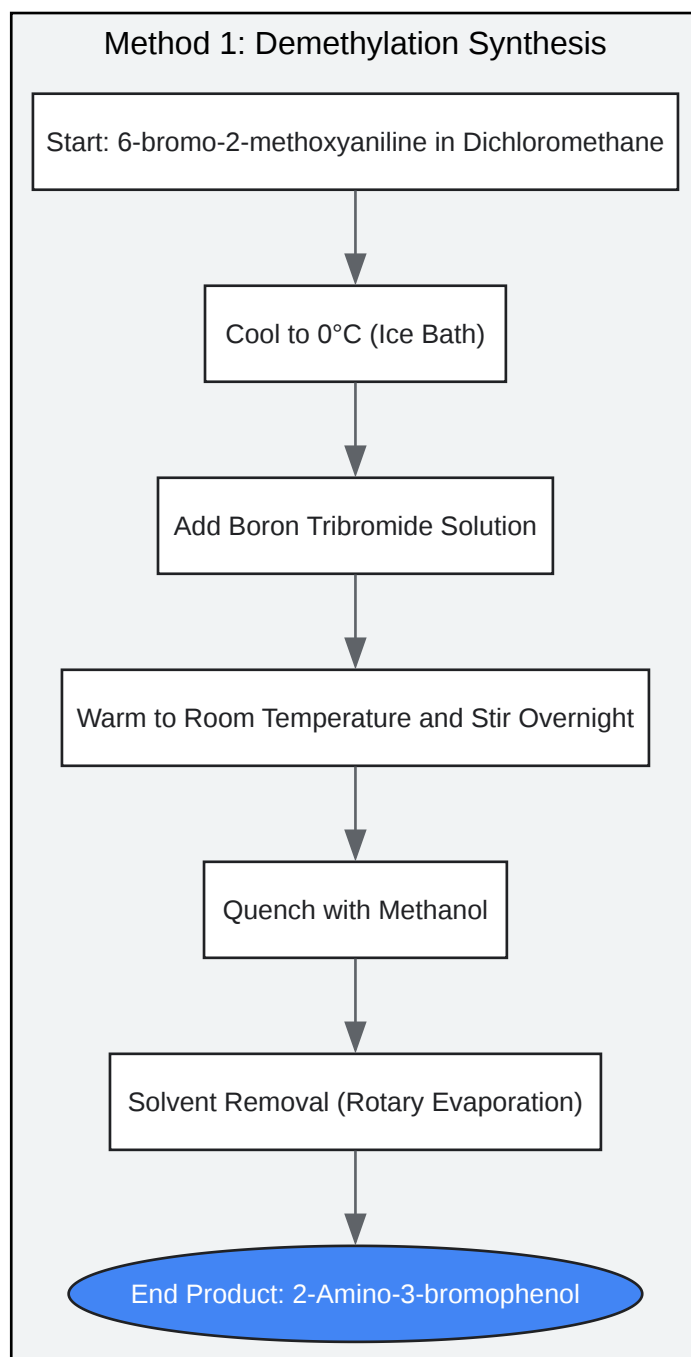 Method 1: Demethylation Synthesis
Start: 6-bromo-2-methoxyaniline in Dichloromethane
Cool to 0°C (Ice Bath)
Add Boron Tribromide Solution
Warm to Room Temperature and Stir Overnight
Quench with Methanol
Solvent Removal (Rotary Evaporation)
End Product: 2-Amino-3-bromophenol